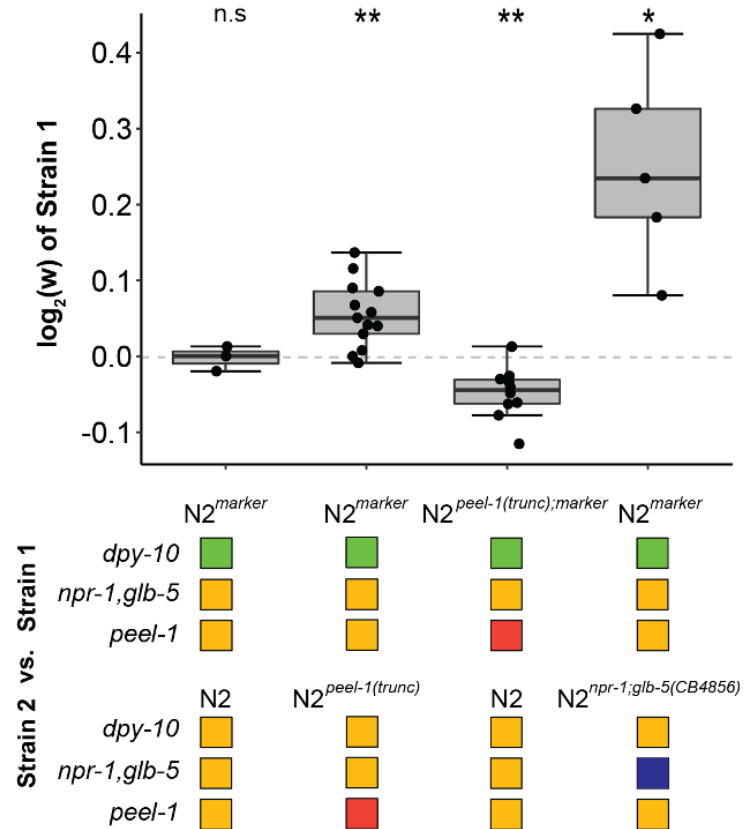 n.s ** ** *
log2(w) of Strain 1
0.4
0.3
0.2
0.1
0.0
-0.1
Strain 2 vs. Strain 1
N2marker N2marker N2peel-1(trunc);marker N2marker
dpy-10
npr-1,glb-5
peel-1
N2 N2peel-1(trunc) N2 N2npr-1;glb-5(CB4856)
dpy-10
npr-1,glb-5
peel-1